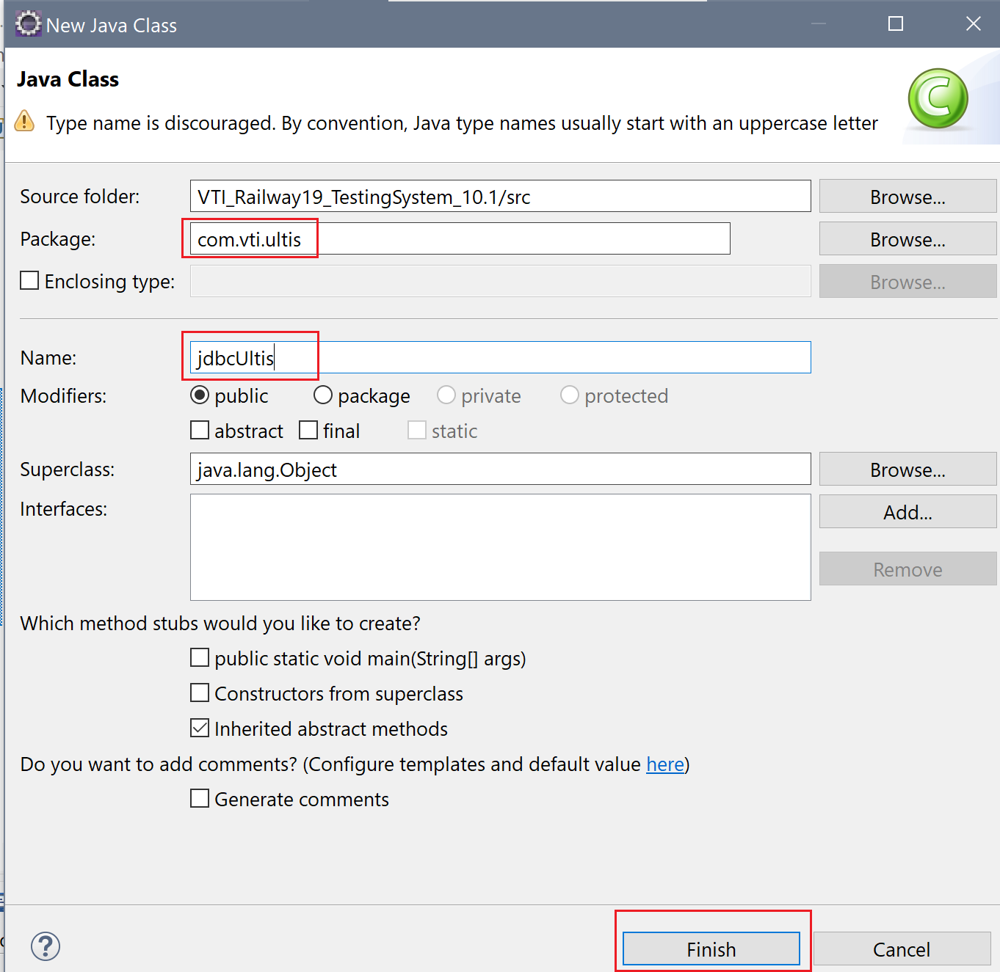 New Java Class
Java Class
Type name is discouraged. By convention, Java type names usually start with an uppercase letter
Source folder: VTI_Railway19_TestingSystem_10.1/src Browse...
Package: com.vti.ultis Browse...
Enclosing type: Browse...
Name: jdbcUltis
Modifiers: public package private protected
abstract final static
Superclass: java.lang.Object Browse...
Interfaces: Add...
Remove
Which method stubs would you like to create?
public static void main(String[] args)
Constructors from superclass
Inherited abstract methods
Do you want to add comments? (Configure templates and default value here)
Generate comments
? Finish Cancel